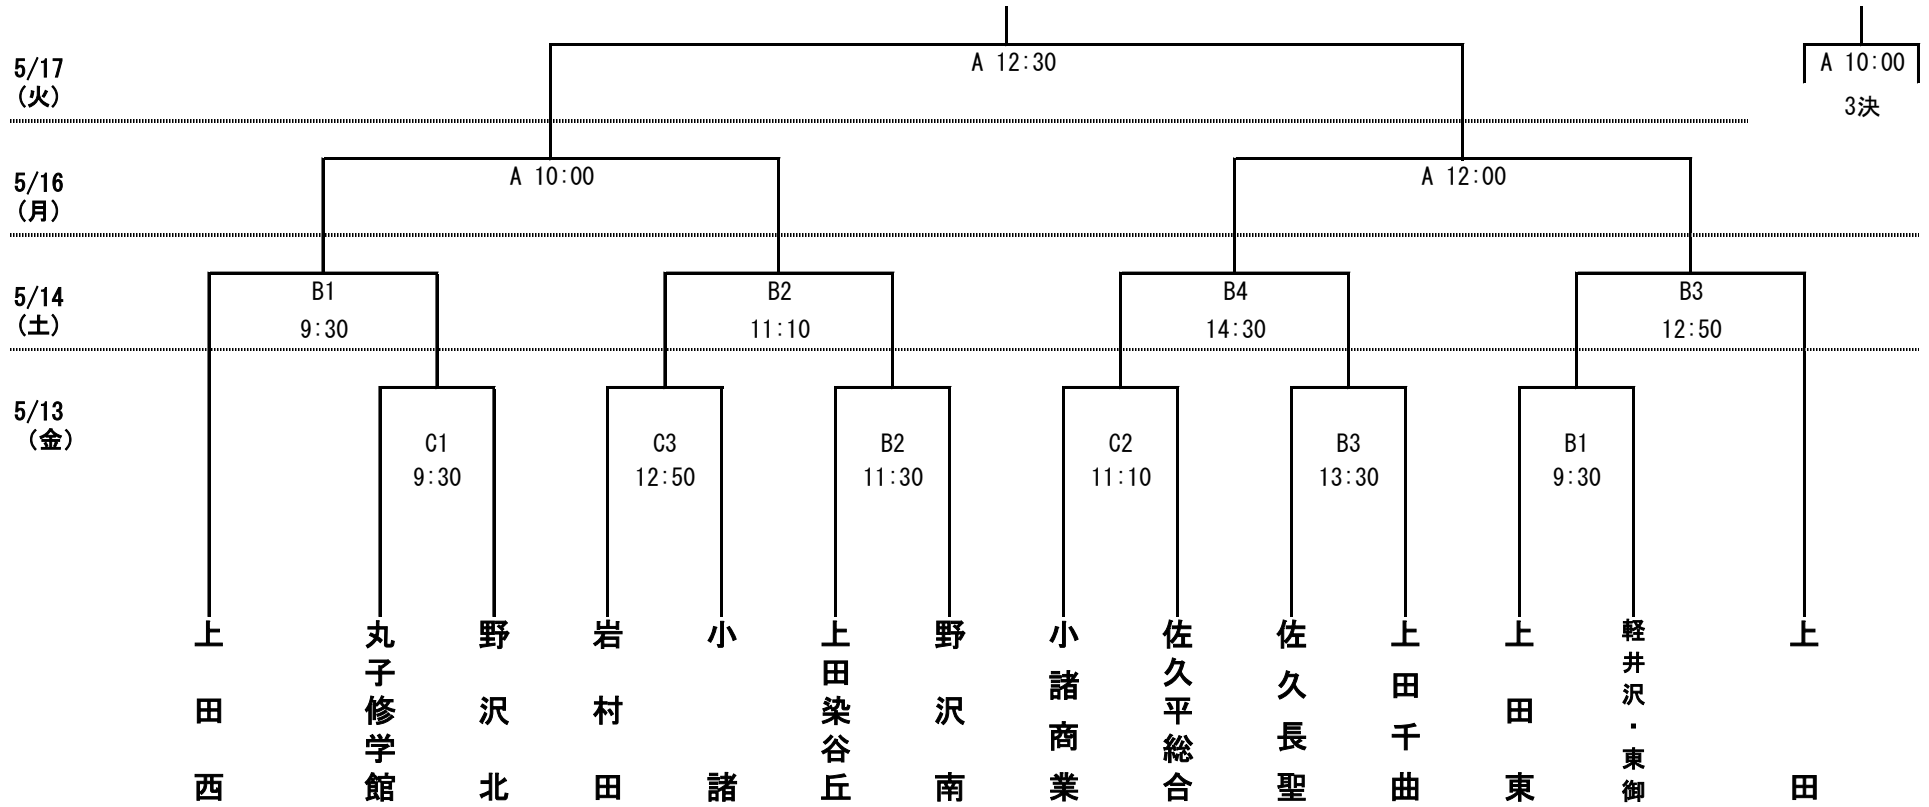 5/17
(火)
A 12:30
A 10:00
3決
5/16
(月)
A 10:00
A 12:00
5/14
(土)
B1
9:30
B2
11:10
B4
14:30
B3
12:50
5/13
(金)
C1
9:30
C3
12:50
B2
11:30
C2
11:10
B3
13:30
B1
9:30
上田西
丸子修学館
野沢北
岩村田
小諸
上田染谷丘
野沢南
小諸商業
佐久平総合
佐久長聖
上田千曲
上田東
軽井沢・東御
上田